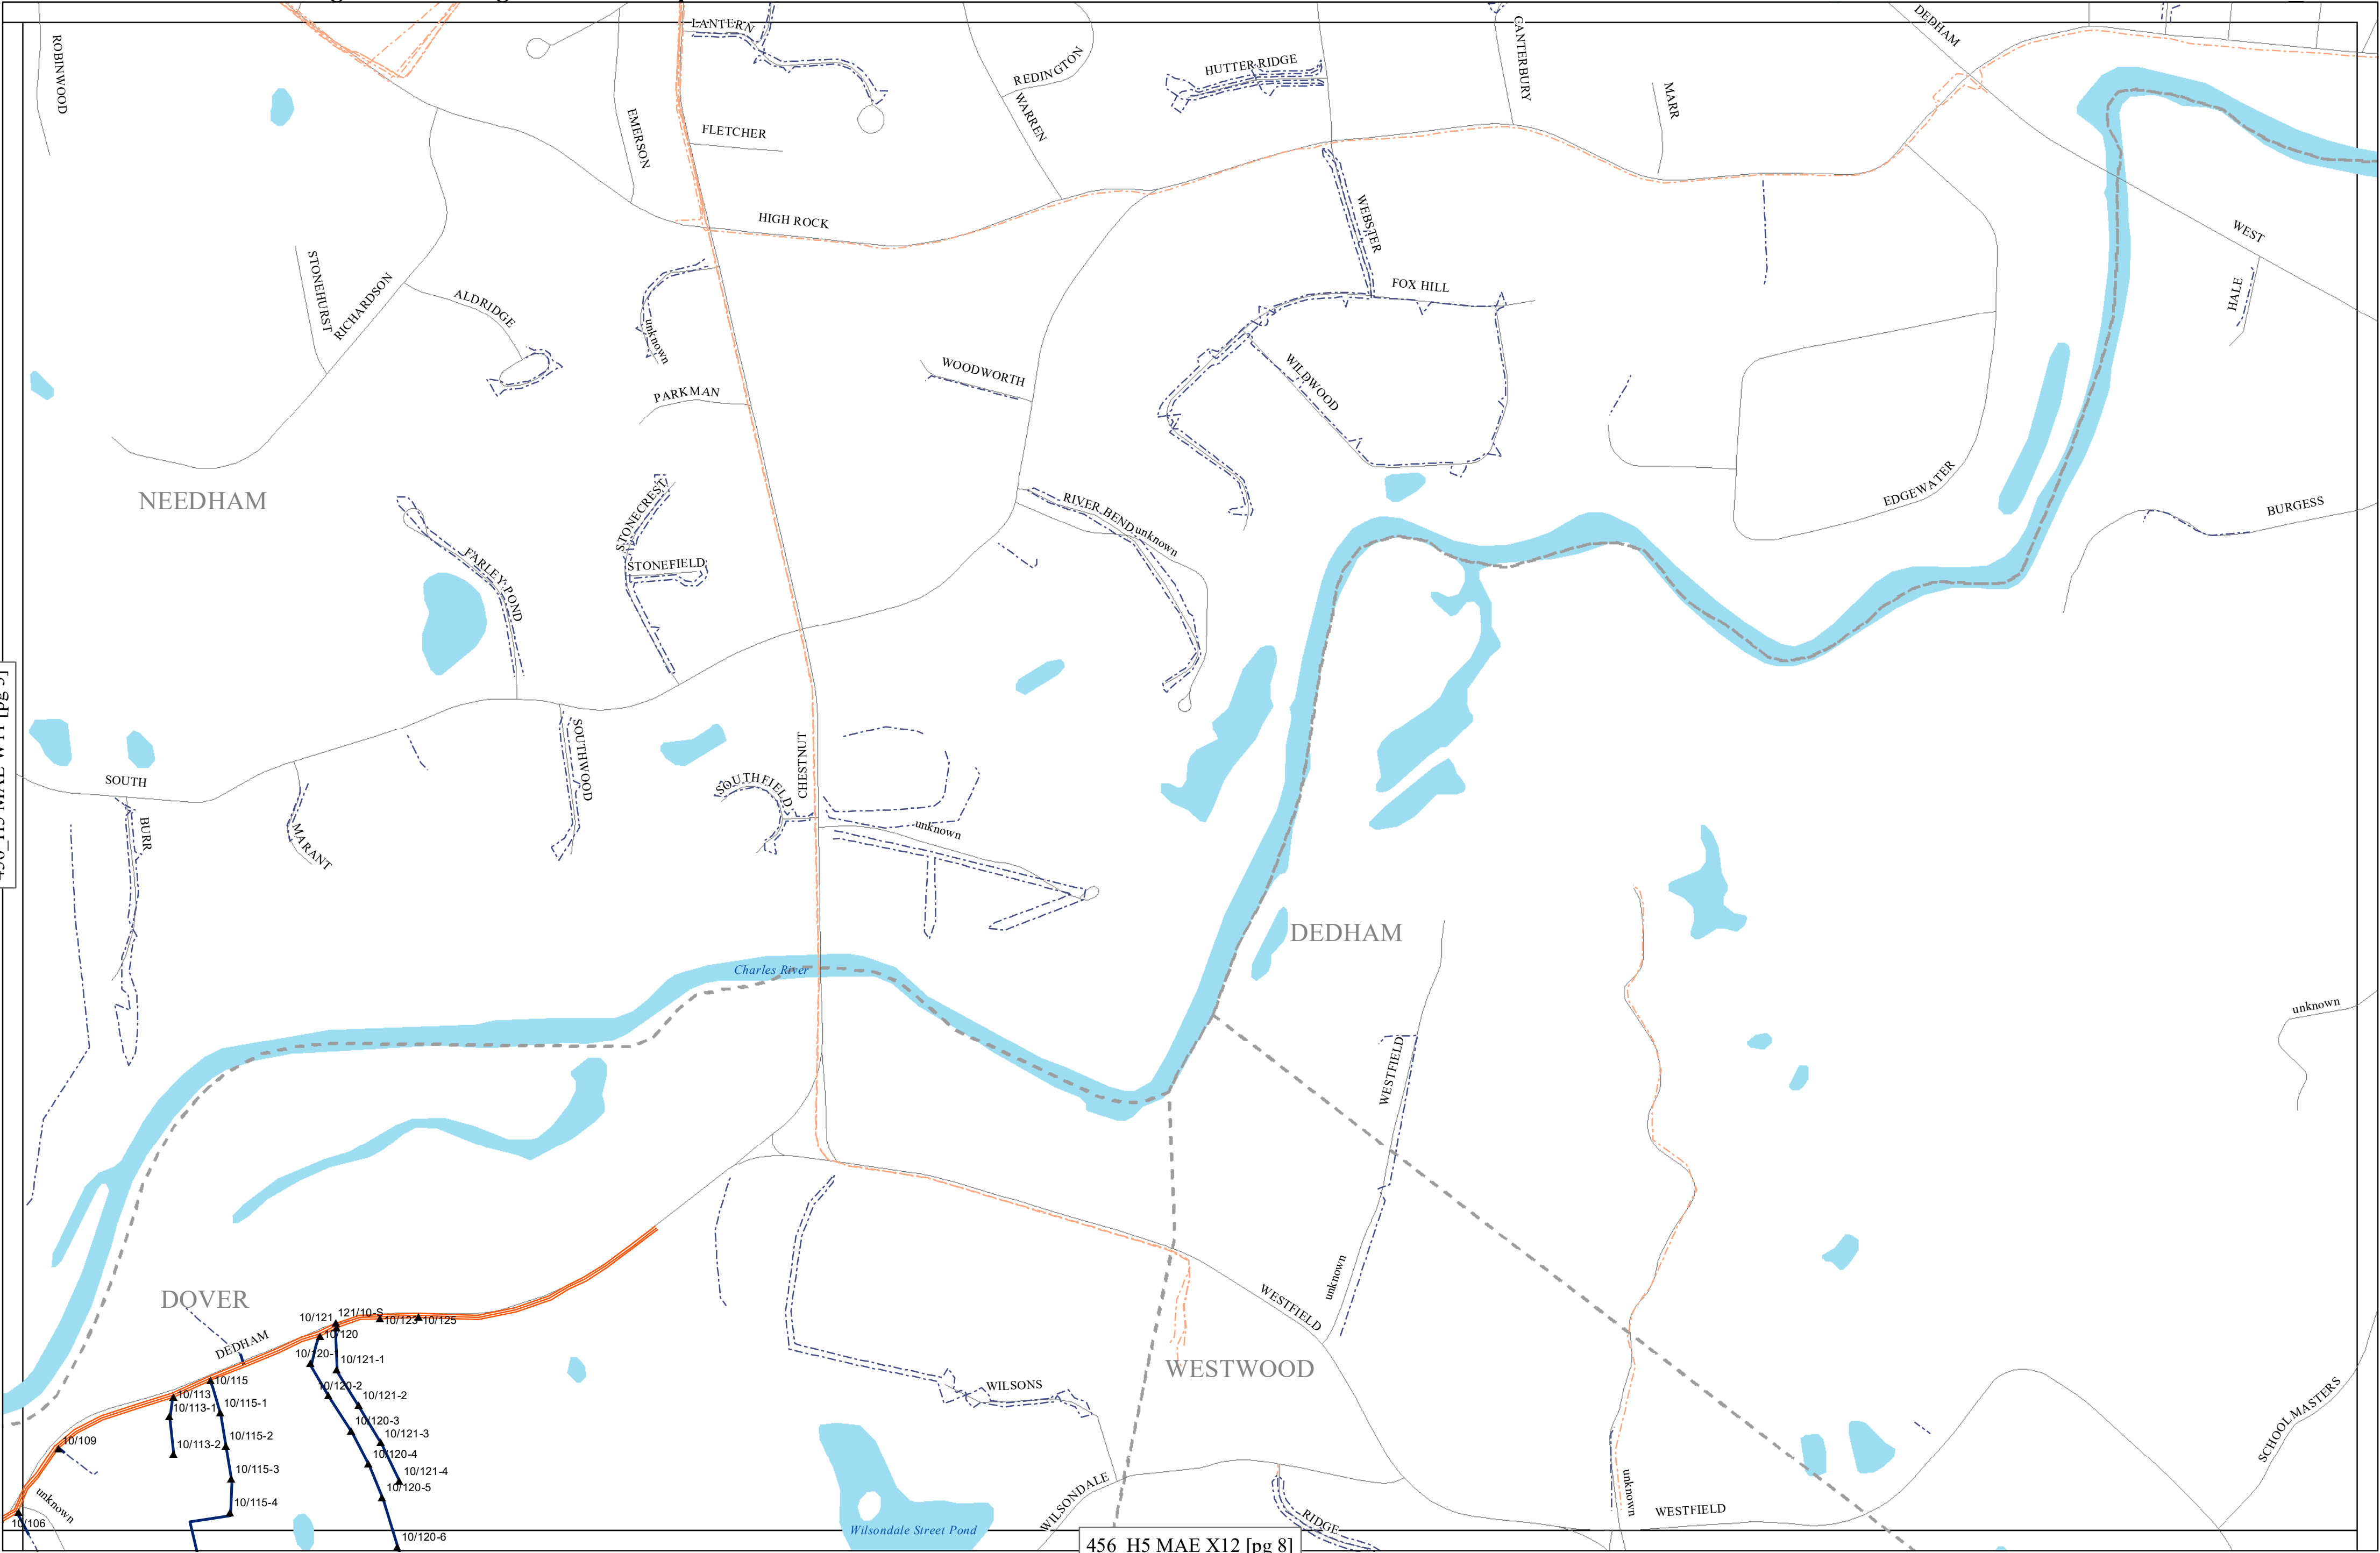 LANTERN
DEDHAM
ROBINWOOD
CANTERBURY
REDINGTON
HUTTER RIDGE
MARR
WARREN
EMERSON
FLETCHER
HIGH ROCK
WEBSTER
WEST
STONEHURST
RICHARDSON
ALDRIDGE
FOX HILL
HALE
unknown
WOODWORTH
WILDWOOD
PARKMAN
NEEDHAM
EDGEWATER
BURGESS
RIVER BEND
unknown
STONECREST
STONEFIELD
FARLEY POND
SOUTHWOOD
CHESTNUT
SOUTH
SOUTHFIELD
BURR
MARANT
unknown
DEDHAM
Charles River
unknown
WESTFIELD
DOVER
unknown
WESTFIELD
10/121
121/10-S
10/123
10/125
10/120
DEDHAM
10/120-1
10/121-1
WESTWOOD
10/115
10/113
10/120-2
WILSONS
10/121-2
10/113-1
10/115-1
10/120-3
10/121-3
10/109
10/113-2
10/115-2
10/120-4
10/115-3
10/121-4
10/120-5
SCHOOL MASTERS
unknown
10/115-4
WILSONDALE
unknown
WESTFIELD
10/106
RIDGE
Wilsondale Street Pond
10/120-6
456_H5 MAE X12 [pg 8]